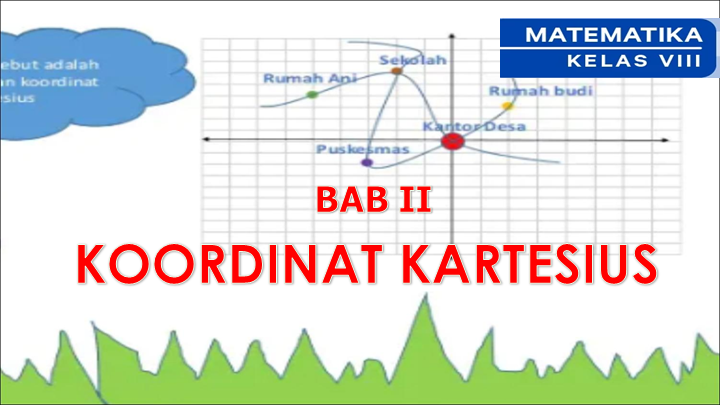 MATEMATIKA
KELAS VIII
ebut adalah
an koordinat
esius
Sekolah
Rumah Ani
Rumah budi
Kantor Desa
Puskesmas
BAB II
KOORDINAT KARTESIUS